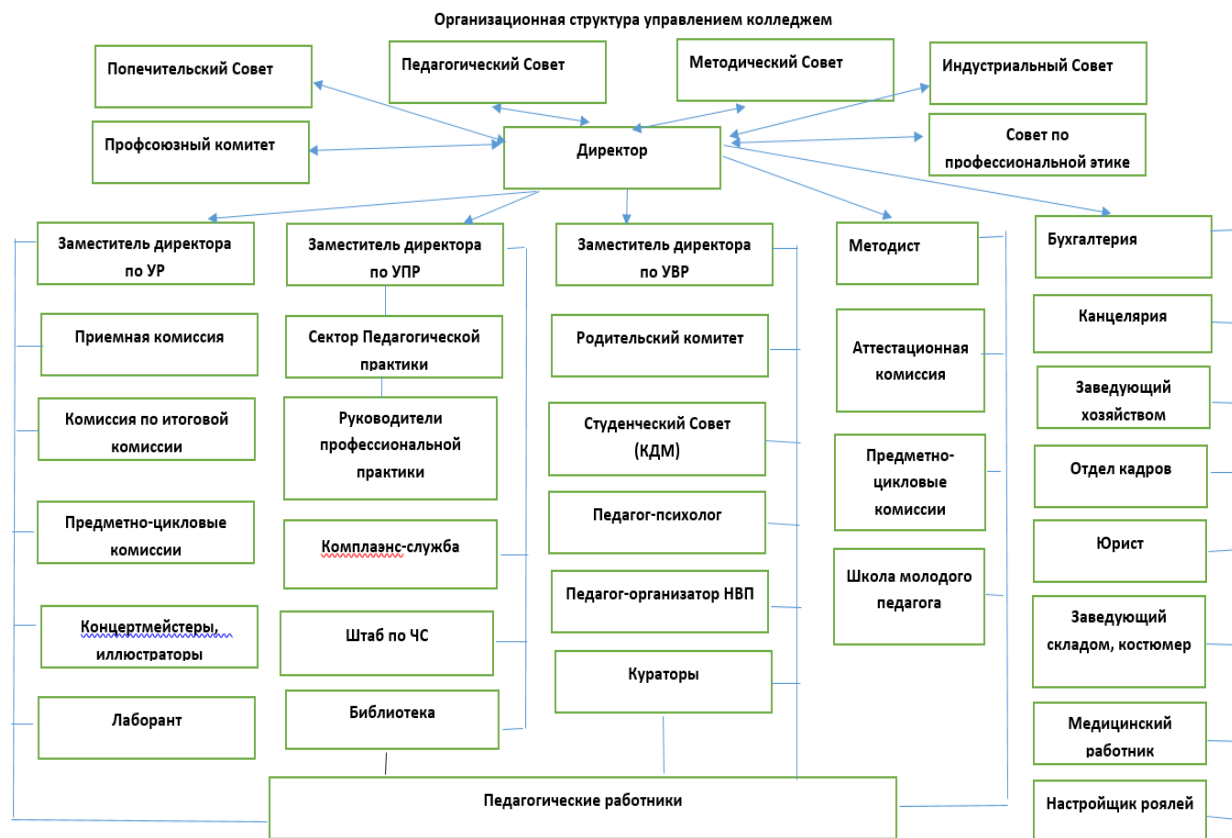 Организационная структура управлением колледжем
Попечительский Совет
Педагогический Совет
Методический Совет
Индустриальный Совет
Профсоюзный комитет
Директор
Совет по
профессиональной этике
Заместитель директора
по УР
Заместитель директора
по УПР
Заместитель директора
по УВР
Методист
Бухгалтерия
Приемная комиссия
Сектор Педагогической
практики
Родительский комитет
Аттестационная
комиссия
Канцелярия
Комиссия по итоговой
комиссии
Руководители
профессиональной
практики
Студенческий Совет
(КДМ)
Предметно-
цикловые
комиссии
Заведующий
хозяйством
Отдел кадров
Предметно-цикловые
комиссии
Комплаэнс-служба
Педагог-психолог
Школа молодого
педагога
Юрист
Концертмейстеры,
иллюстраторы
Штаб по ЧС
Педагог-организатор НВП
Заведующий
складом, костюмер
Лаборант
Библиотека
Кураторы
Медицинский
работник
Педагогические работники
Настройщик роялей